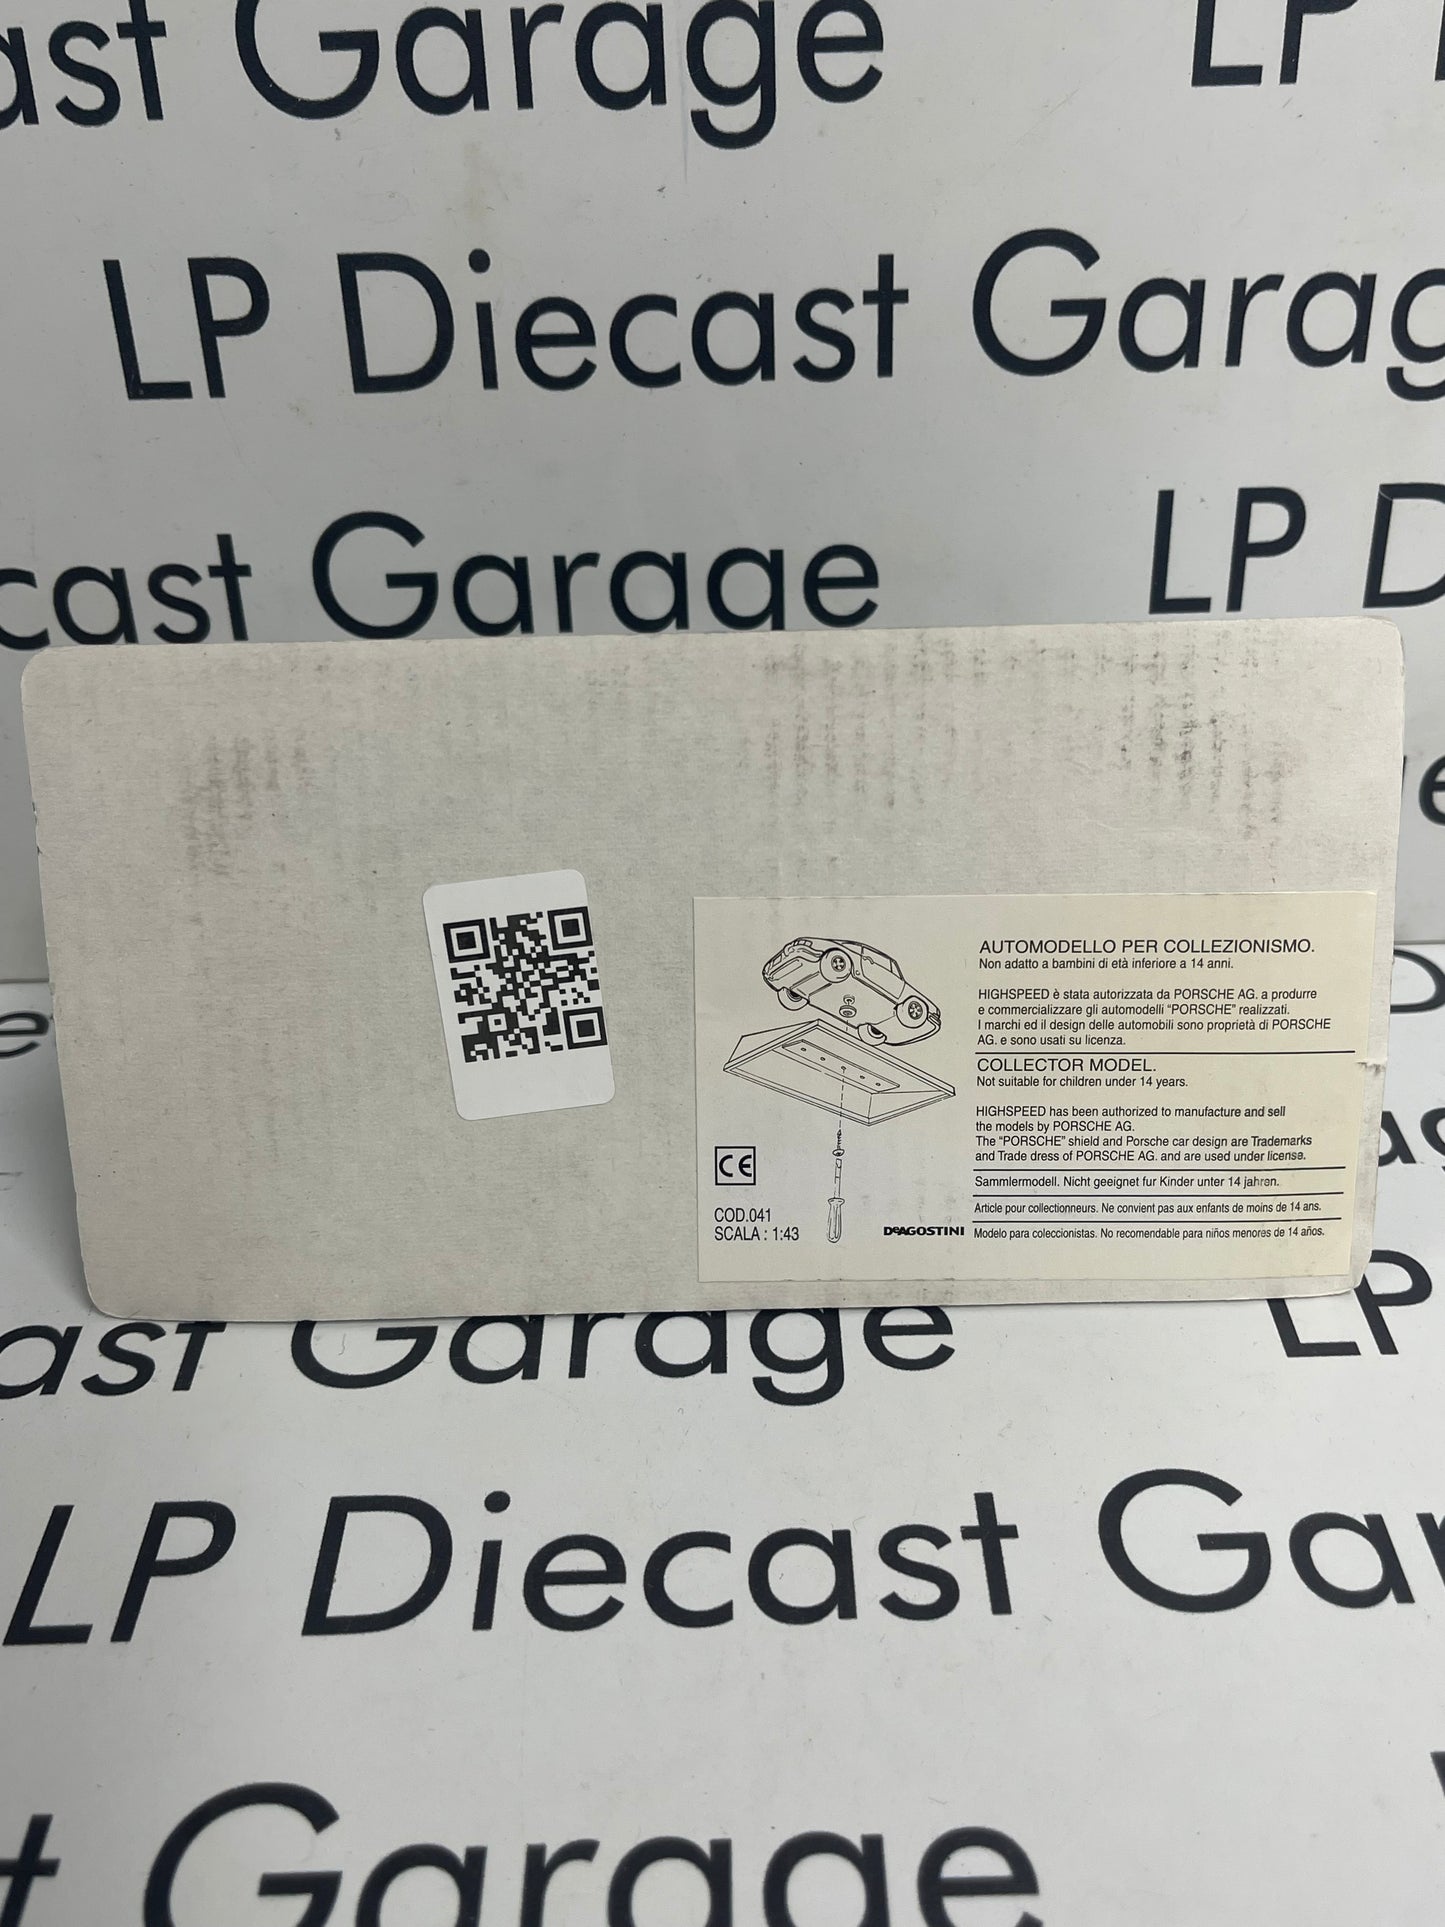 ast Garage LP
LP Diecast Garag
cast Garage LP D
AUTOMODELLO PER COLLEZIONISMO.
Non adatto a bambini di età inferiore a 14 anni.
HIGHSPEED è stata autorizzata da PORSCHE AG. a produrre
e commercializzare gli automodelli "PORSCHE" realizzati.
I marchi ed il design delle automobili sono proprietà di PORSCHE
AG. e sono usati su licenza.
COLLECTOR MODEL.
Not suitable for children under 14 years.
HIGHSPEED has been authorized to manufacture and sell
the models by PORSCHE AG.
The "PORSCHE" shield and Porsche car design are Trademarks
and Trade dress of PORSCHE AG. and are used under license.
Sammlermodell. Nicht geeignet fur Kinder unter 14 jahren.
Article pour collectionneurs. Ne convient pas aux enfants de moins de 14 ans.
Modelo para coleccionistas. No recomendable para niños menores de 14 años.
CE
COD.041
SCALA : 1:43
DeAGOSTINI
ast Garage LP
LP Diecast Gar
t Garage